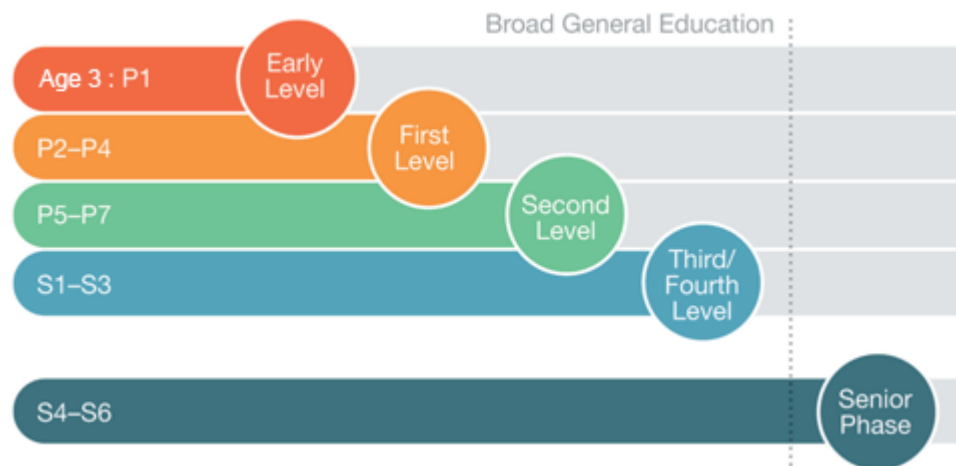 Broad General Education
Age 3 : P1
Early
Level
P2–P4
First
Level
P5–P7
Second
Level
S1–S3
Third/
Fourth
Level
S4–S6
Senior
Phase